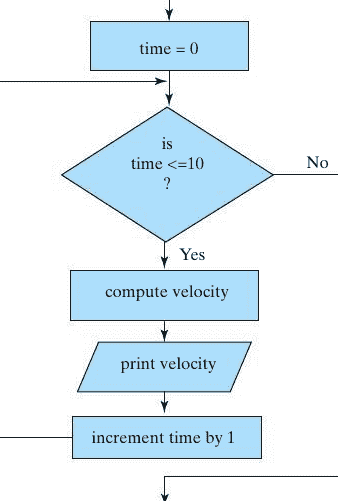 time = 0
is
time <=10
?
No
Yes
compute velocity
print velocity
increment time by 1